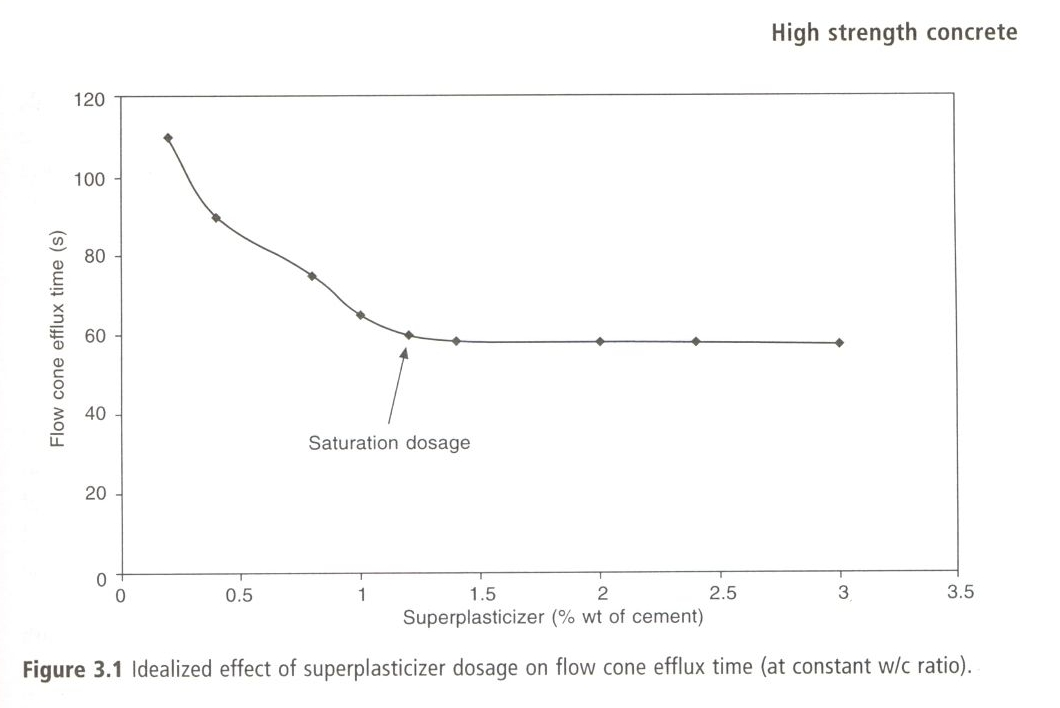 High strength concrete
120
100
80
60
40
20
0
Flow cone efflux time (s)
Saturation dosage
0 0.5 1 1.5 2 2.5 3 3.5
Superplasticizer (% wt of cement)
Figure 3.1 Idealized effect of superplasticizer dosage on flow cone efflux time (at constant w/c ratio).